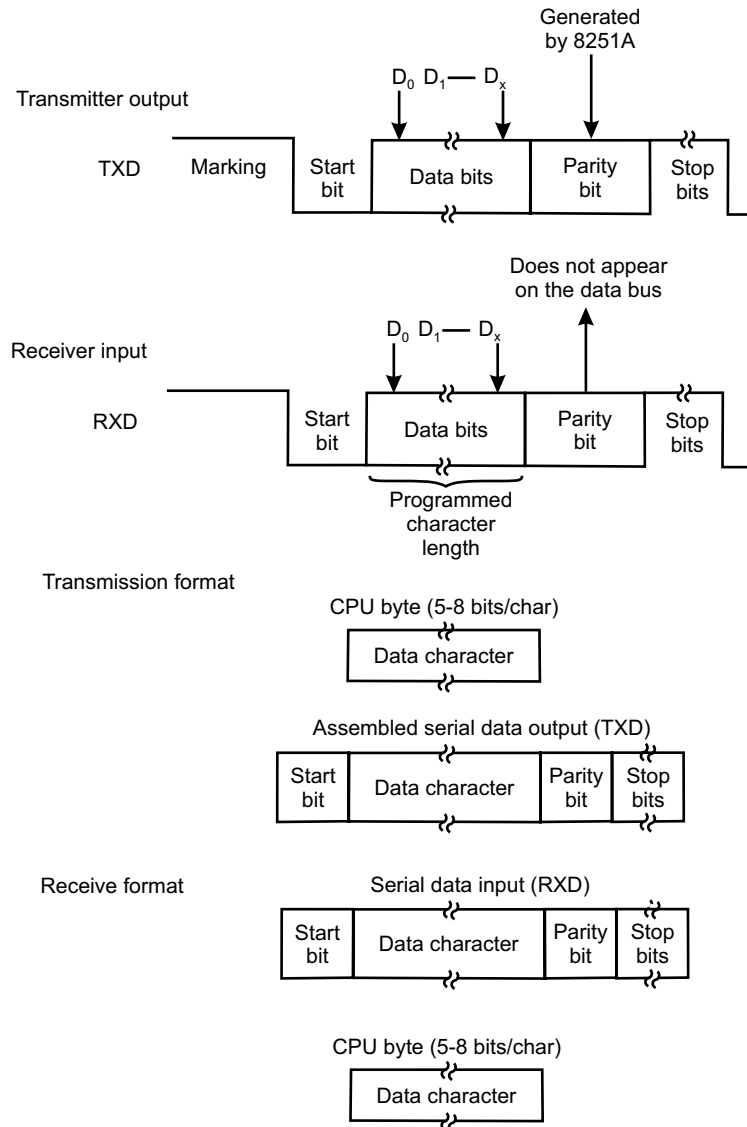 Generated
by 8251A
D0 D1 — Dx
Transmitter output
TXD
Marking
Start
bit
Data bits
Parity
bit
Stop
bits
Does not appear
on the data bus
D0 D1 — Dx
Receiver input
RXD
Start
bit
Data bits
Parity
bit
Stop
bits
Programmed
character
length
Transmission format
CPU byte (5-8 bits/char)
Data character
Assembled serial data output (TXD)
Start
bit
Data character
Parity
bit
Stop
bits
Receive format
Serial data input (RXD)
Start
bit
Data character
Parity
bit
Stop
bits
CPU byte (5-8 bits/char)
Data character